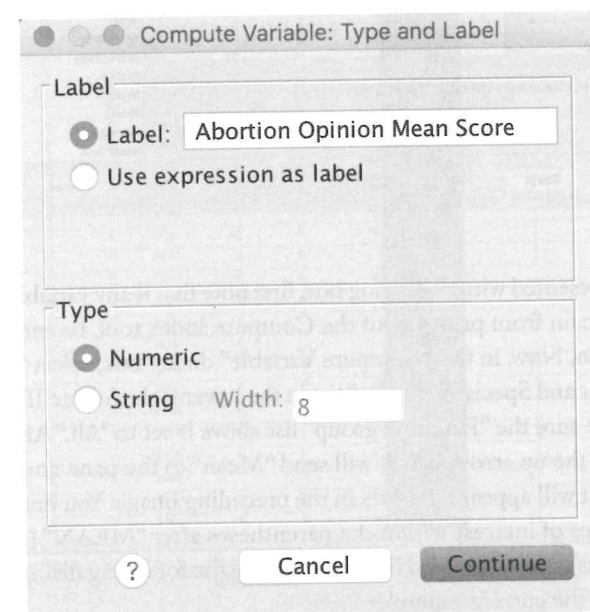 Compute Variable: Type and Label
Label
Label: Abortion Opinion Mean Score
Use expression as label
Type
Numeric
String Width: 8
? Cancel Continue